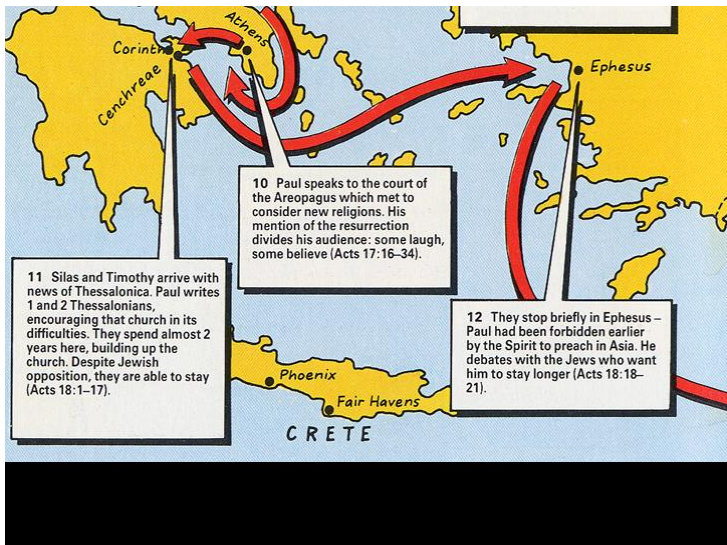 Athens
Corinth
Cenchreae
Ephesus
10 Paul speaks to the court of
the Areopagus which met to
consider new religions. His
mention of the resurrection
divides his audience: some laugh,
some believe (Acts 17:16–34).
11 Silas and Timothy arrive with
news of Thessalonica. Paul writes
1 and 2 Thessalonians,
encouraging that church in its
difficulties. They spend almost 2
years here, building up the
church. Despite Jewish
opposition, they are able to stay
(Acts 18:1–17).
12 They stop briefly in Ephesus –
Paul had been forbidden earlier
by the Spirit to preach in Asia. He
debates with the Jews who want
him to stay longer (Acts 18:18–
21).
Phoenix
Fair Havens
CRETE